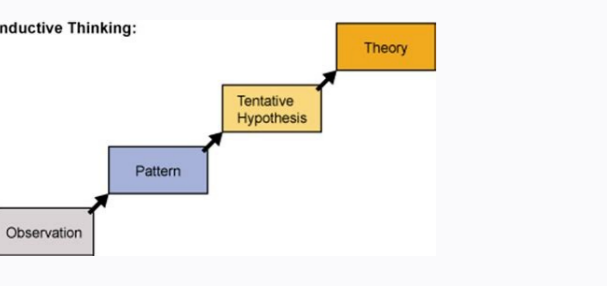 nductive Thinking:
Theory
Tentative
Hypothesis
Pattern
Observation